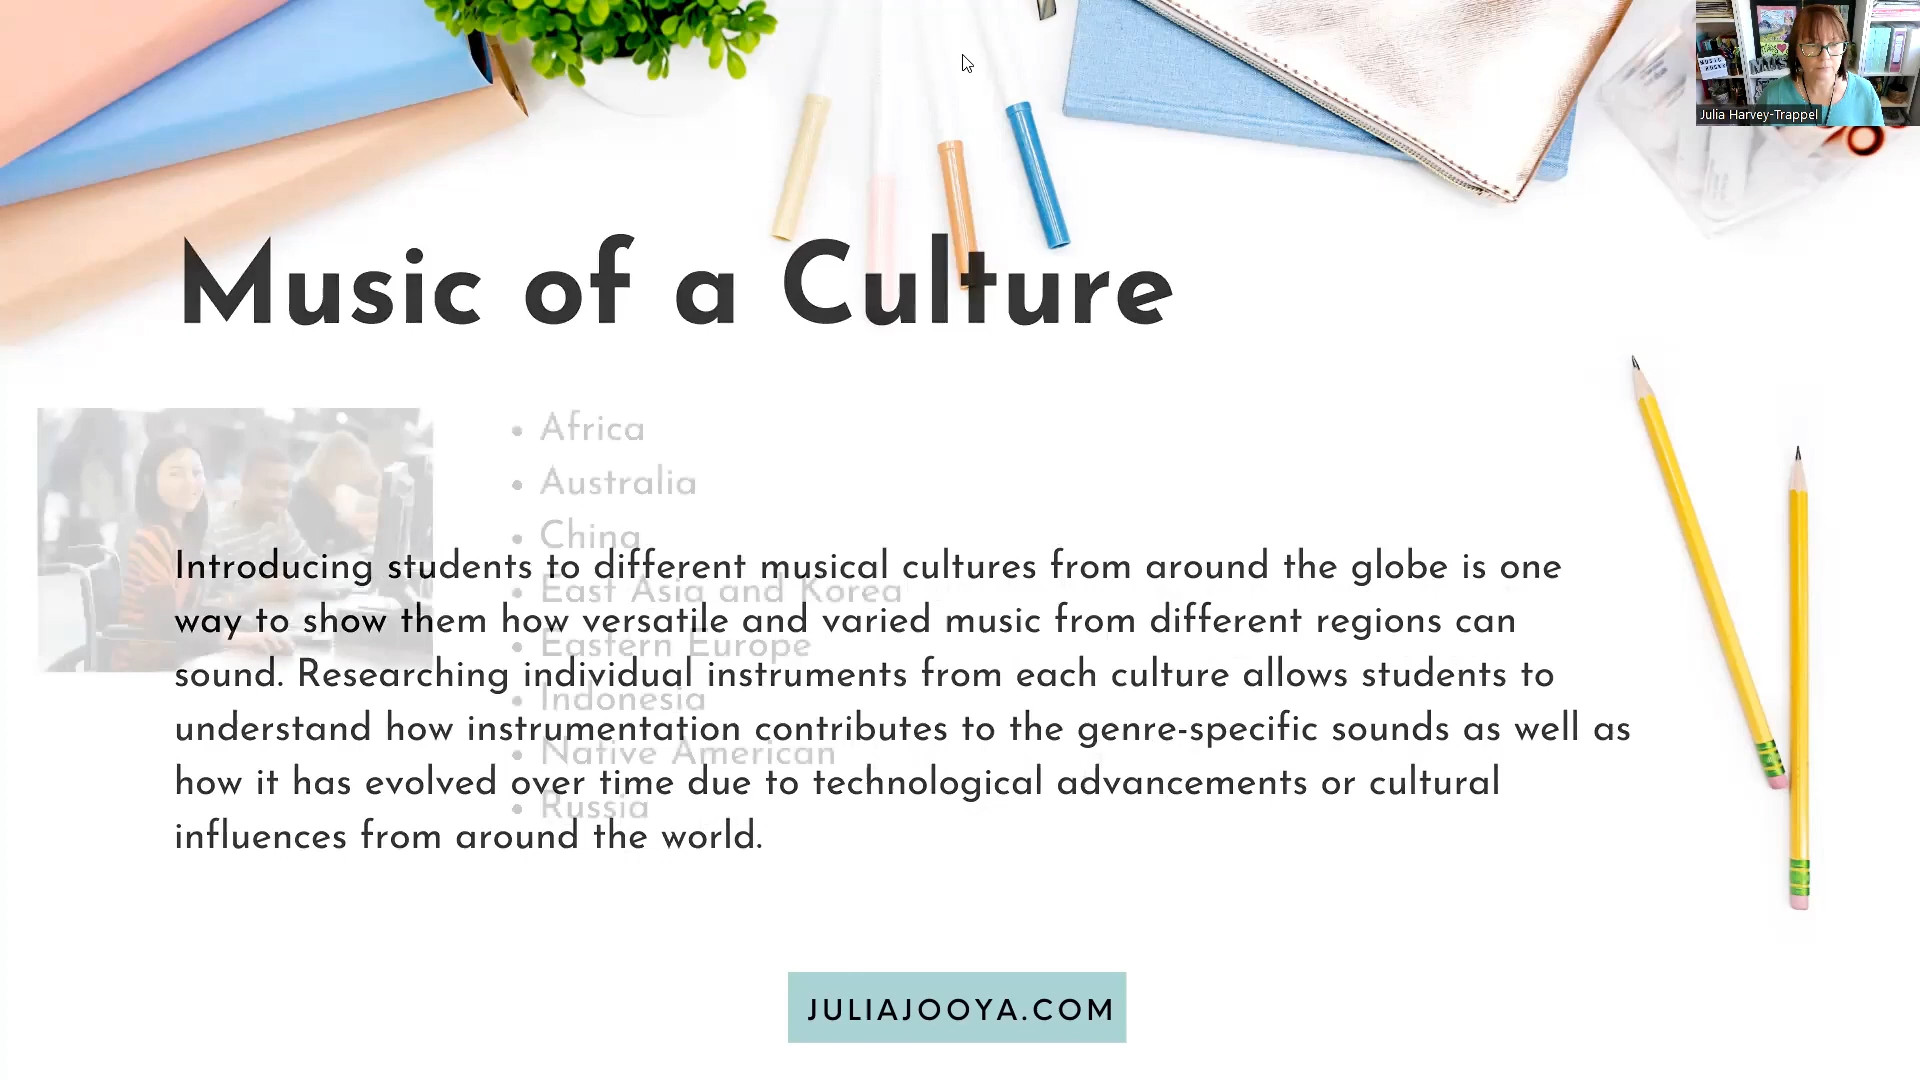 Julia Harvey-Trappel
Music of a Culture
Africa
Australia
China
East Asia and Korea
Eastern Europe
Indonesia
Native American
Russia
Introducing students to different musical cultures from around the globe is one
way to show them how versatile and varied music from different regions can
sound. Researching individual instruments from each culture allows students to
understand how instrumentation contributes to the genre-specific sounds as well as
how it has evolved over time due to technological advancements or cultural
influences from around the world.
JULIAJOOYA.COM